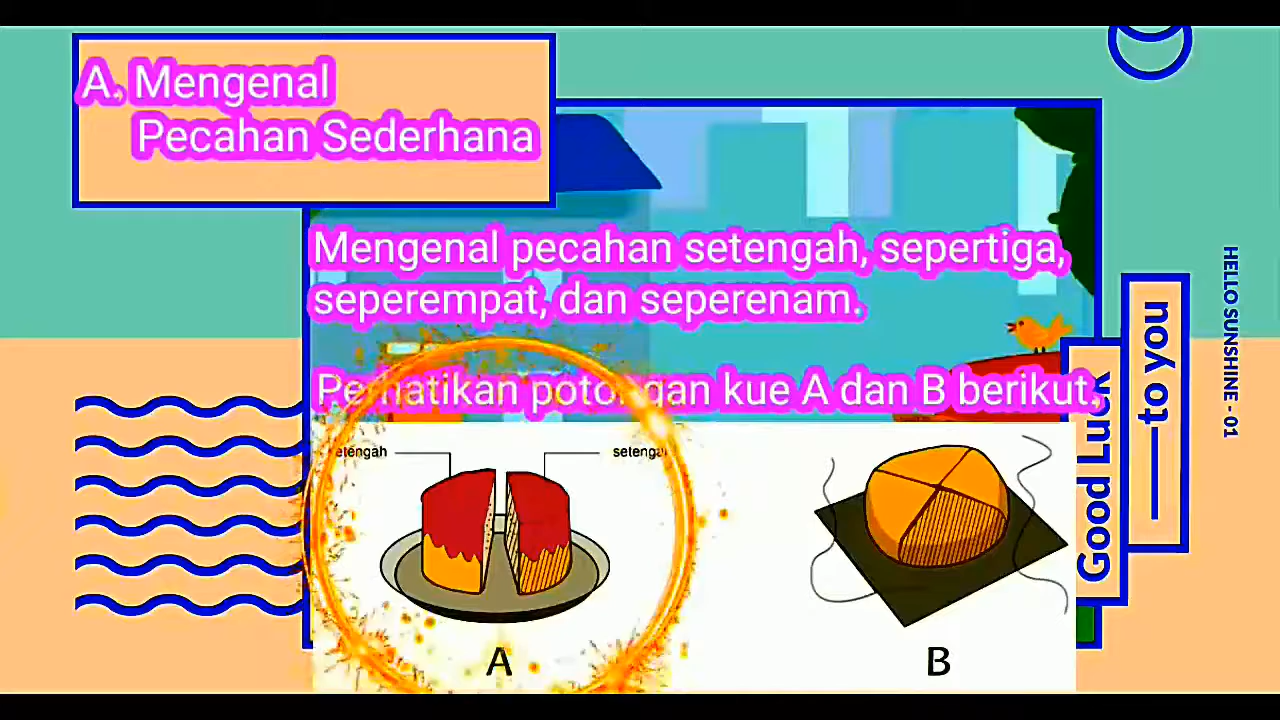 A. Mengenal
Pecahan Sederhana
Mengenal pecahan setengah, sepertiga,
seperempat, dan seperenam.
Perhatikan potongan kue A dan B berikut,
etengah
setengah
A
B
Good Luck
to you
HELLO SUNSHINE - 01